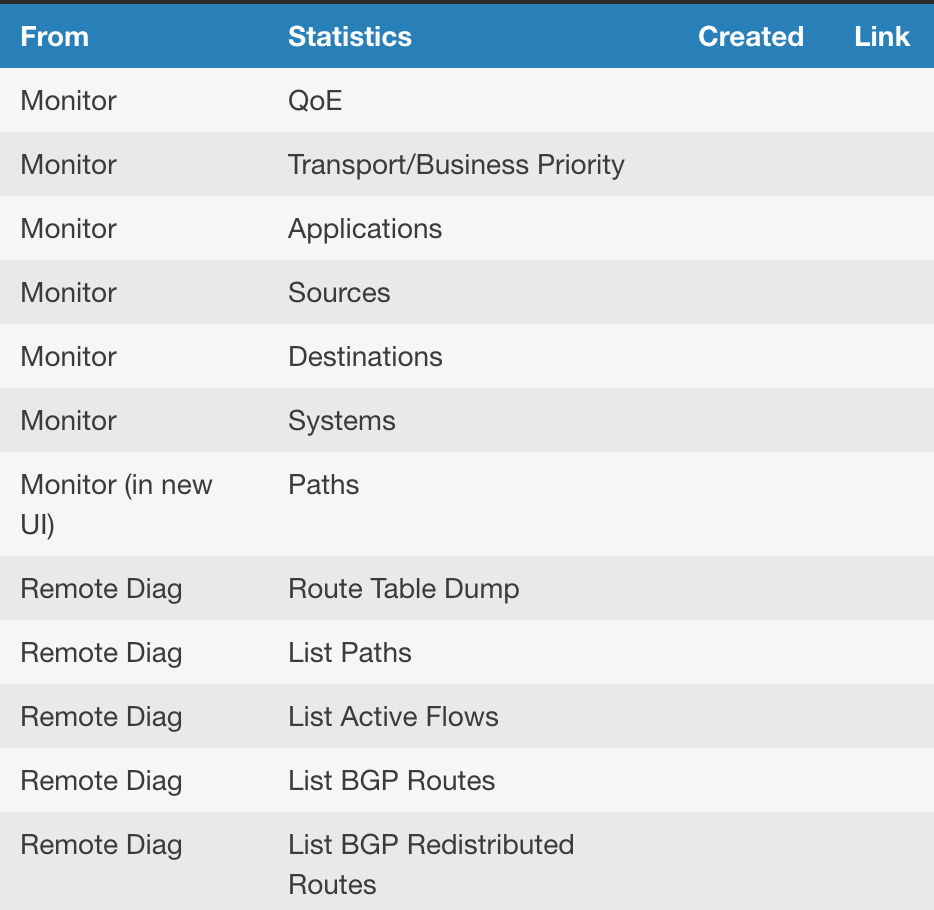 From Statistics Created Link
Monitor QoE
Monitor Transport/Business Priority
Monitor Applications
Monitor Sources
Monitor Destinations
Monitor Systems
Monitor (in new Paths
UI)
Remote Diag Route Table Dump
Remote Diag List Paths
Remote Diag List Active Flows
Remote Diag List BGP Routes
Remote Diag List BGP Redistributed
Routes